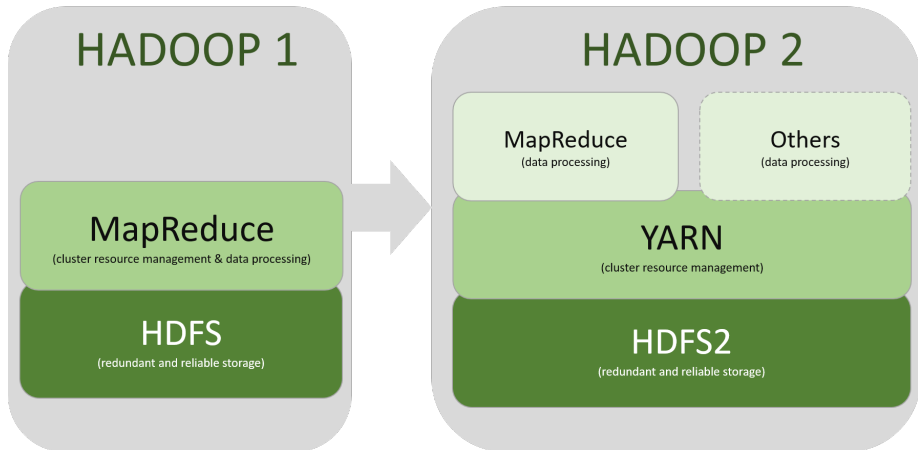 HADOOP 1
MapReduce
(cluster resource management & data processing)
HDFS
(redundant and reliable storage)
HADOOP 2
MapReduce
(data processing)
Others
(data processing)
YARN
(cluster resource management)
HDFS2
(redundant and reliable storage)